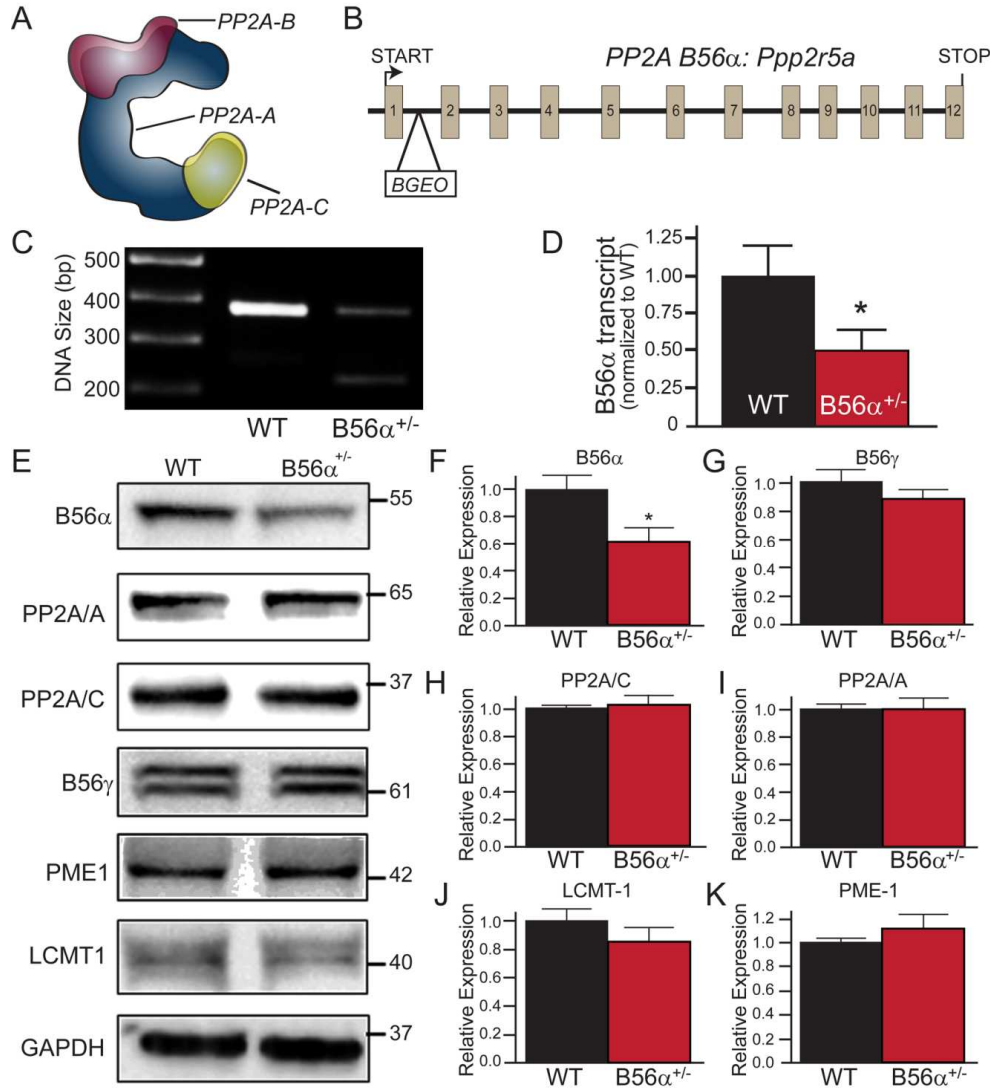 A
PP2A-B
PP2A-A
PP2A-C
B
START
PP2A B56α: Ppp2r5a
STOP
1 2 3 4 5 6 7 8 9 10 11 12
BGEO
C
DNA Size (bp)
500
400
300
200
WT B56α+/-
D
B56α transcript
(normalized to WT)
1.25
1.00
0.75
0.50
0.25
0
*
WT B56α+/-
E
WT B56α+/-
B56α 55
PP2A/A 65
PP2A/C 37
B56γ 61
PME1 42
LCMT1 40
GAPDH 37
F
B56α
Relative Expression
1.0
0.8
0.6
0.4
0.2
0.0
*
WT B56α+/-
G
B56γ
Relative Expression
1.0
0.8
0.6
0.4
0.2
0.0
WT B56α+/-
H
PP2A/C
Relative Expression
1.0
0.8
0.6
0.4
0.2
0.0
WT B56α+/-
I
PP2A/A
Relative Expression
1.0
0.8
0.6
0.4
0.2
0.0
WT B56α+/-
J
LCMT-1
Relative Expression
1.0
0.8
0.6
0.4
0.2
0.0
WT B56α+/-
K
PME-1
Relative Expression
1.2
1.0
0.8
0.6
0.4
0.2
0.0
WT B56α+/-